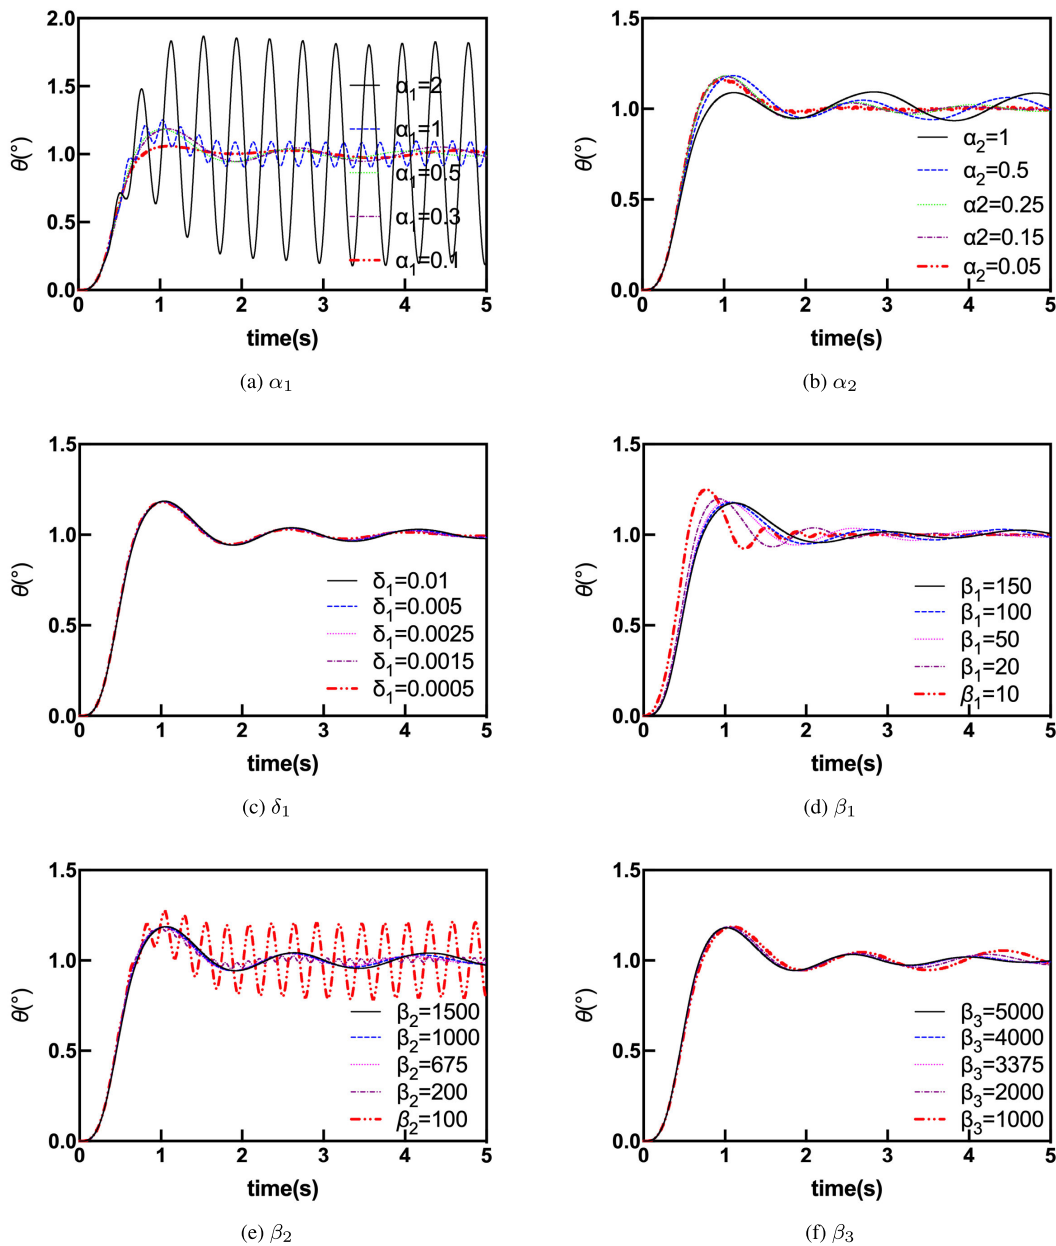 2.0
1.5
1.0
0.5
0.0
θ(°)
α₁=2
α₁=1
α₁=0.5
α₁=0.3
α₁=0.1
0 1 2 3 4 5
time(s)
(a) α₁
1.5
1.0
0.5
0.0
θ(°)
α₂=1
α₂=0.5
α2=0.25
α2=0.15
α₂=0.05
0 1 2 3 4 5
time(s)
(b) α₂
1.5
1.0
0.5
0.0
θ(°)
δ₁=0.01
δ₁=0.005
δ₁=0.0025
δ₁=0.0015
δ₁=0.0005
0 1 2 3 4 5
time(s)
(c) δ₁
1.5
1.0
0.5
0.0
θ(°)
β₁=150
β₁=100
β₁=50
β₁=20
β₁=10
0 1 2 3 4 5
time(s)
(d) β₁
1.5
1.0
0.5
0.0
θ(°)
β₂=1500
β₂=1000
β₂=675
β₂=200
β₂=100
0 1 2 3 4 5
time(s)
(e) β₂
1.5
1.0
0.5
0.0
θ(°)
β₃=5000
β₃=4000
β₃=3375
β₃=2000
β₃=1000
0 1 2 3 4 5
time(s)
(f) β₃